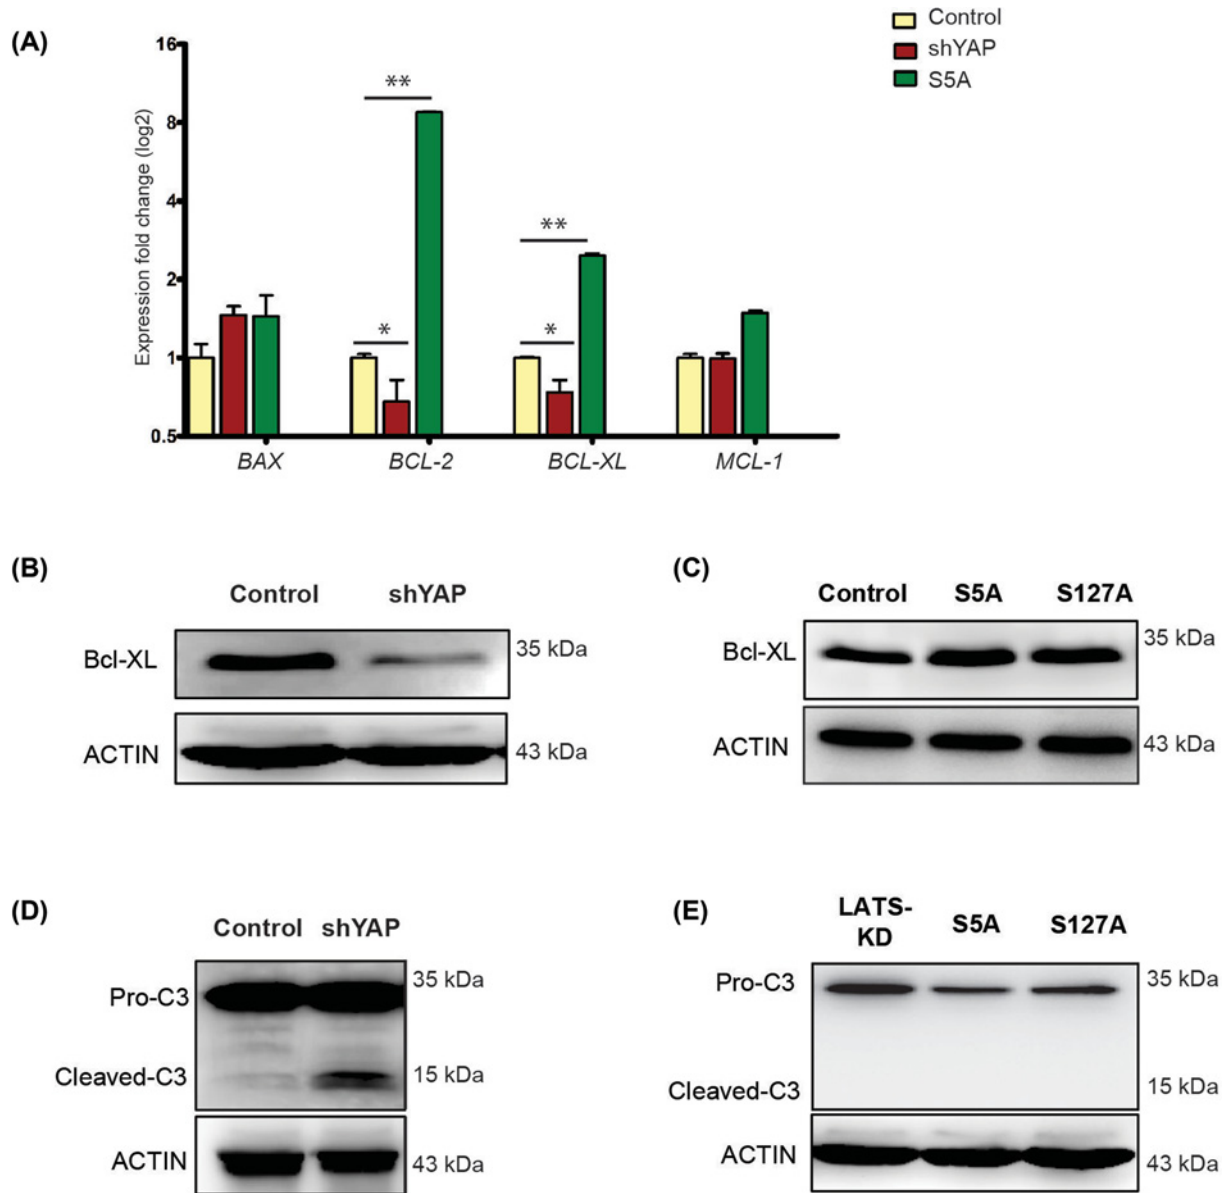 (A)
Control
shYAP
S5A
Expression fold change (log2)
16
8
4
2
1
0.5
**
*
**
*
BAX BCL-2 BCL-XL MCL-1
(B)
Control shYAP
Bcl-XL 35 kDa
ACTIN 43 kDa
(C)
Control S5A S127A
Bcl-XL 35 kDa
ACTIN 43 kDa
(D)
Control shYAP
Pro-C3 35 kDa
Cleaved-C3 15 kDa
ACTIN 43 kDa
(E)
LATS-
KD S5A S127A
Pro-C3 35 kDa
Cleaved-C3 15 kDa
ACTIN 43 kDa